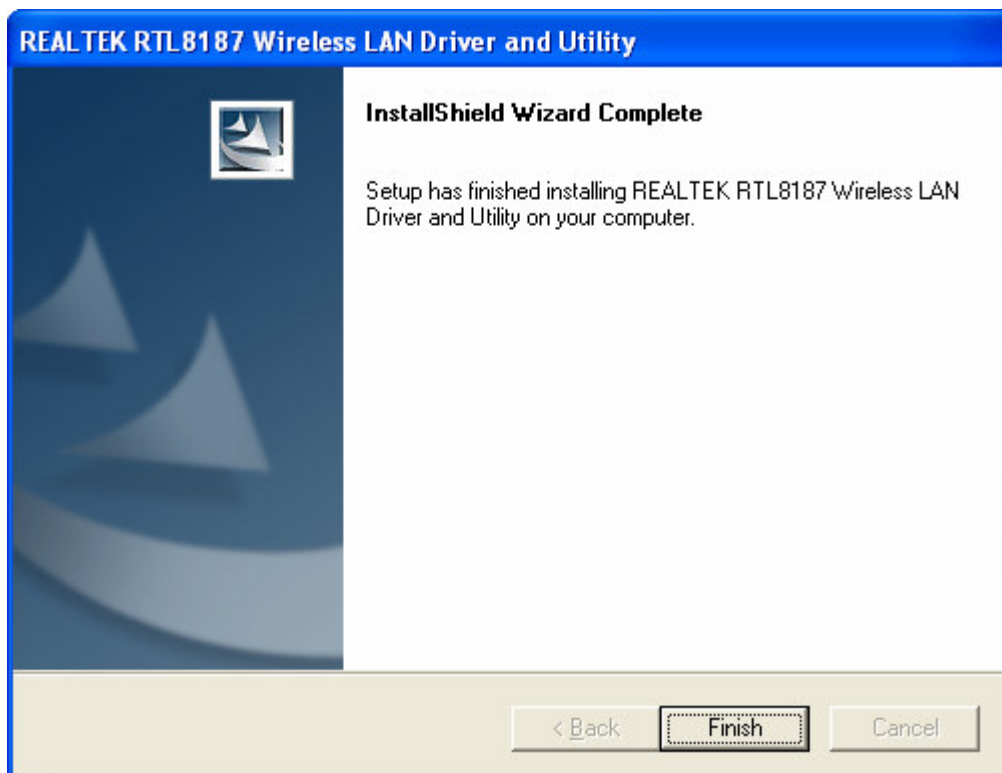 REALTEK RTL8187 Wireless LAN Driver and Utility
InstallShield Wizard Complete
Setup has finished installing REALTEK RTL8187 Wireless LAN
Driver and Utility on your computer.
< Back
Finish
Cancel